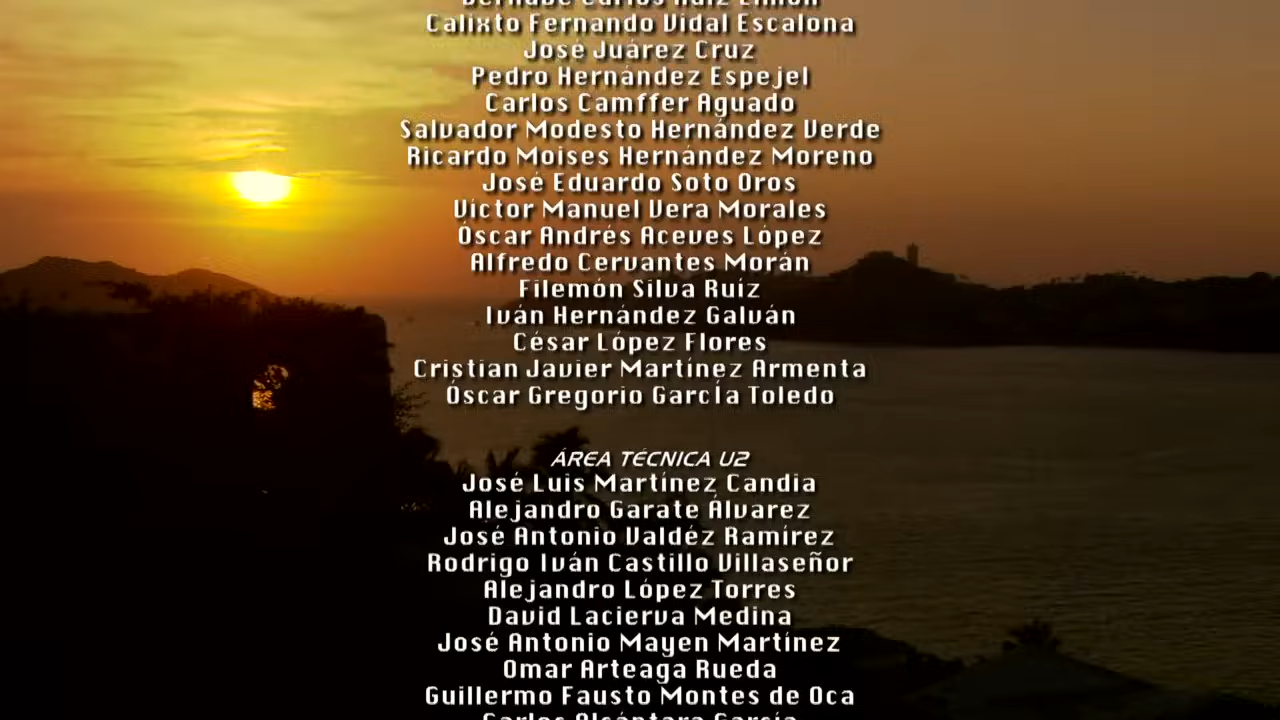 Calixto Fernando Vidal Escalona
José Juárez Cruz
Pedro Hernández Espejel
Carlos Camffer Aguado
Salvador Modesto Hernández Verde
Ricardo Moises Hernández Moreno
José Eduardo Soto Oros
Víctor Manuel Vera Morales
Óscar Andrés Aceves López
Alfredo Cervantes Morán
Filemón Silva Ruíz
Iván Hernández Galván
César López Flores
Cristian Javier Martínez Armenta
Óscar Gregorio GarcÍa Toledo
ÁREA TÉCNICA U2
José Luis Martínez Candia
Alejandro Garate Álvarez
José Antonio Valdéz Ramírez
Rodrigo Iván Castillo Villaseñor
Alejandro López Torres
David Lacierva Medina
José Antonio Mayen Martínez
Omar Arteaga Rueda
Guillermo Fausto Montes de Oca
Carlos Alcántara García